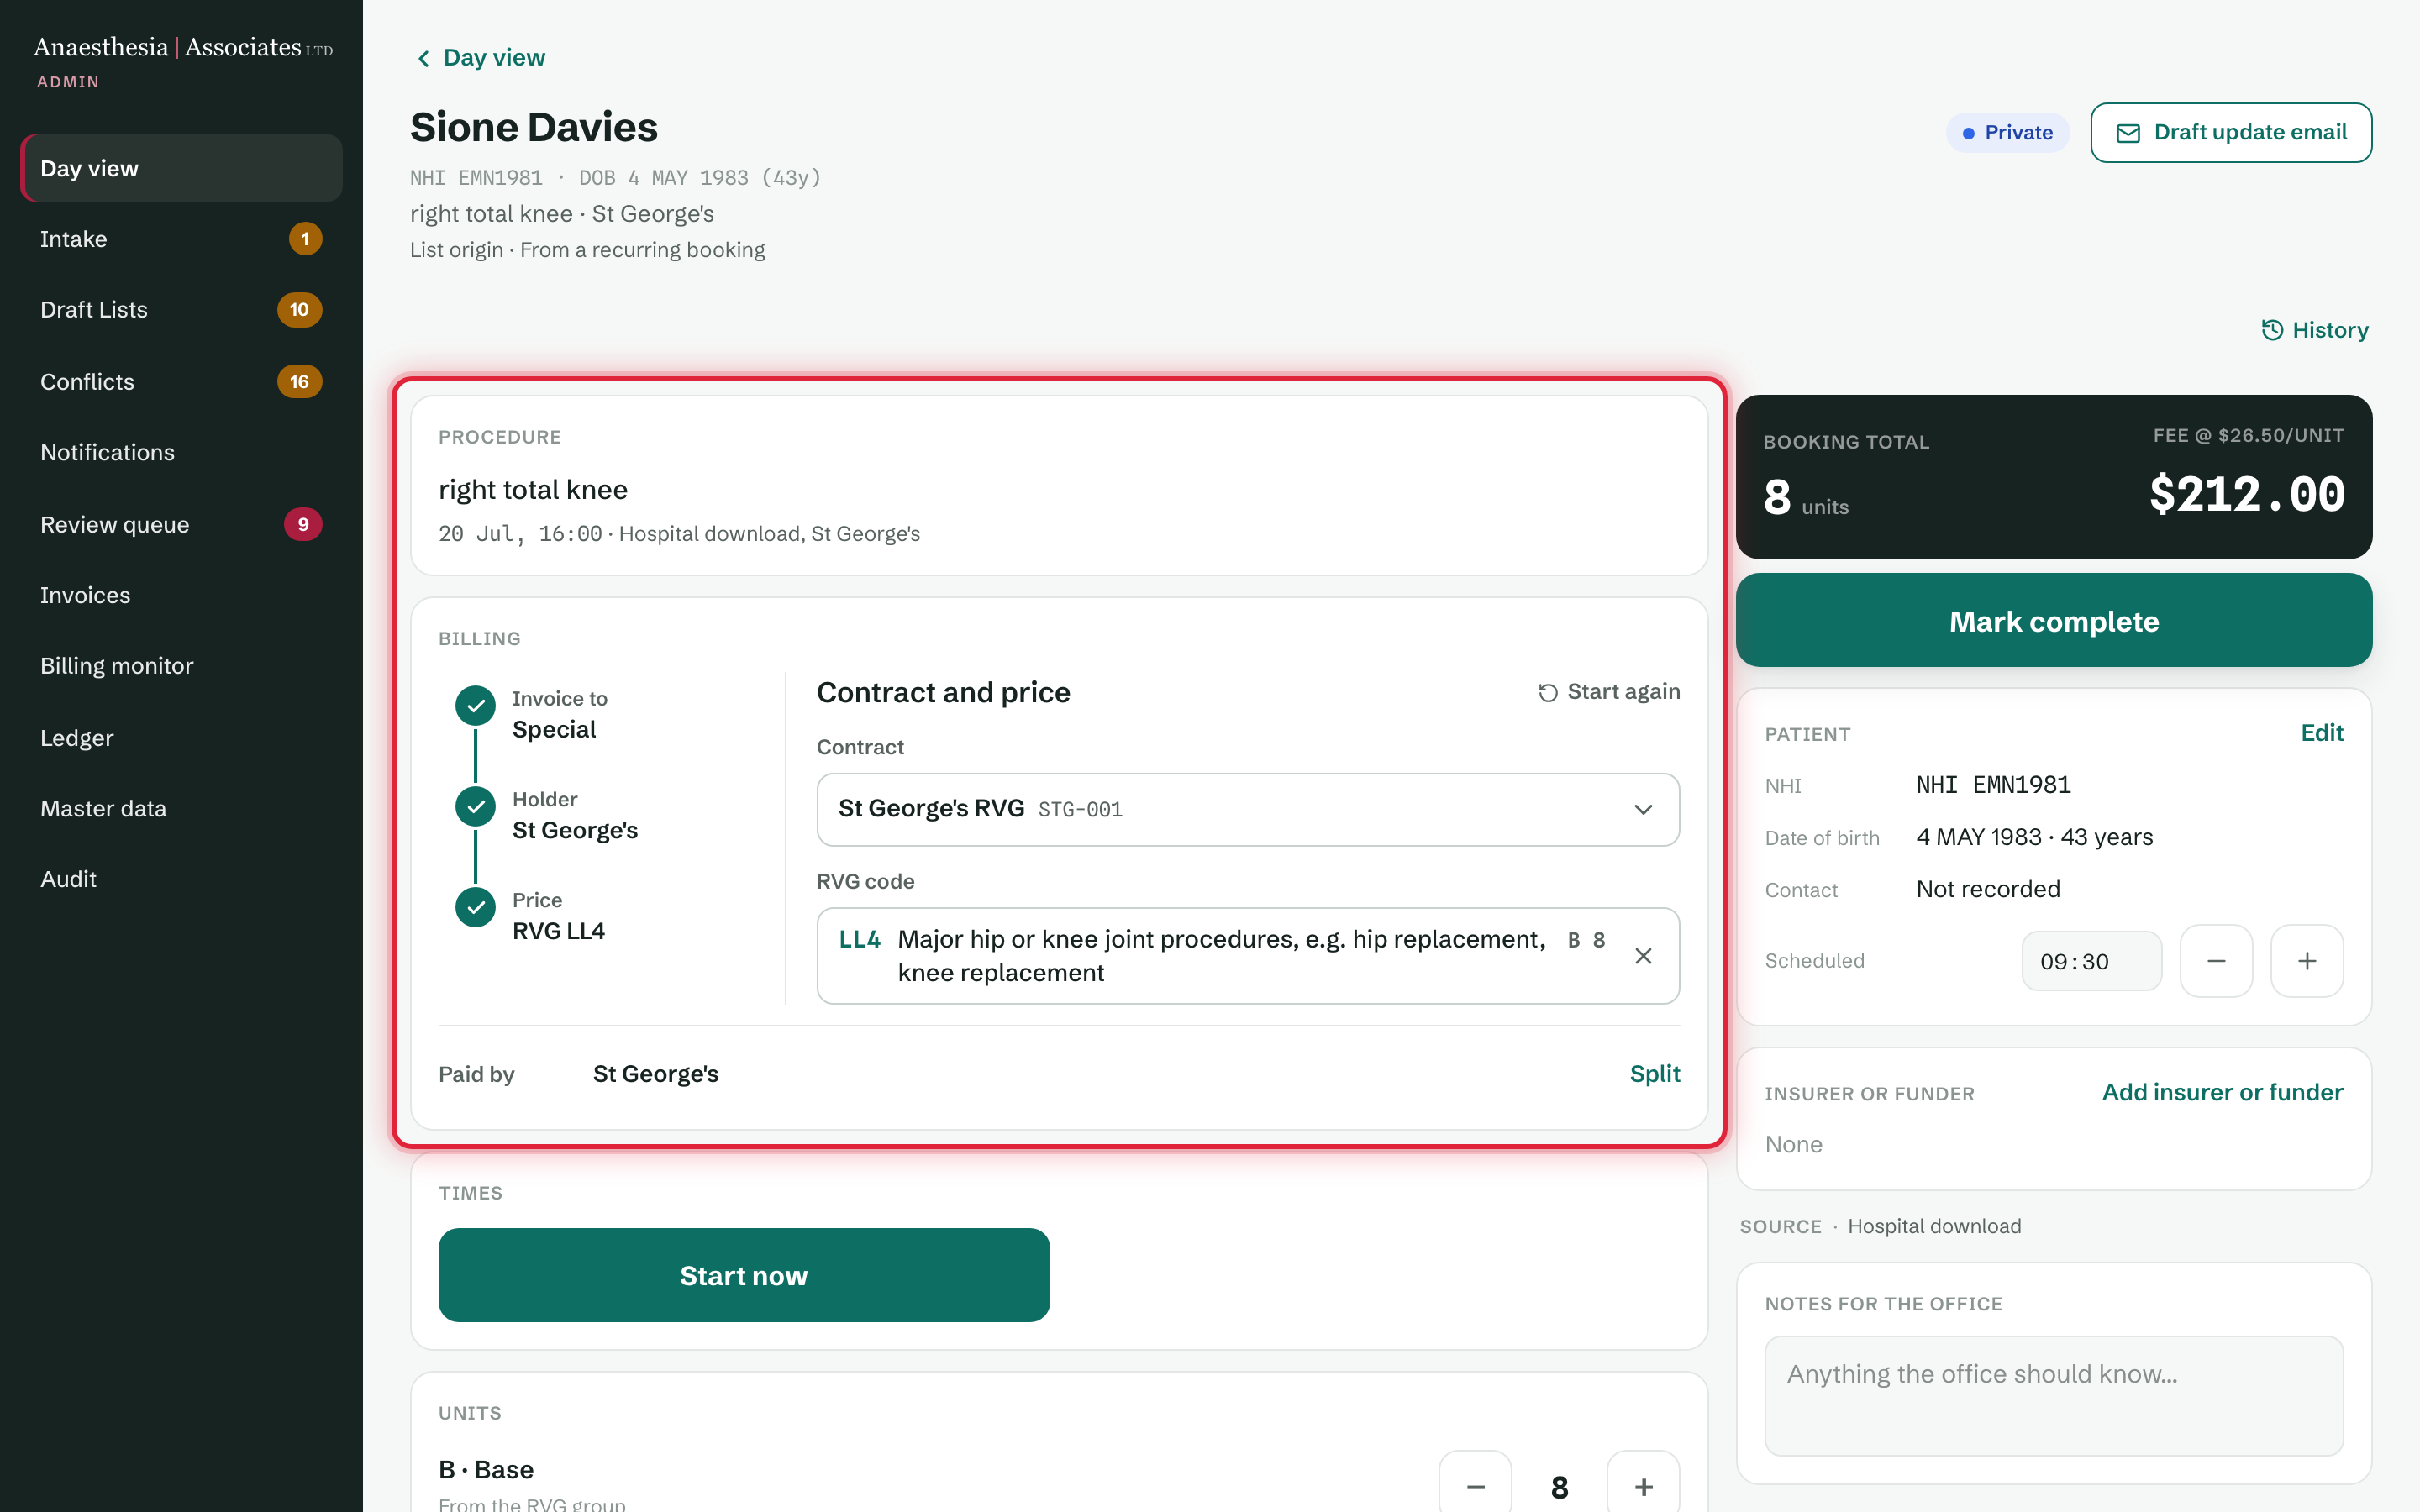 Anaesthesia | Associates LTD
ADMIN
Day view
Intake 1
Draft Lists 10
Conflicts 16
Notifications
Review queue 9
Invoices
Billing monitor
Ledger
Master data
Audit
Day view
Sione Davies
NHI EMN1981 · DOB 4 MAY 1983 (43y)
right total knee · St George's
List origin · From a recurring booking
Private
Draft update email
History
PROCEDURE
right total knee
20 Jul, 16:00 · Hospital download, St George's
BILLING
Invoice to
Special
Holder
St George's
Price
RVG LL4
Contract and price
Start again
Contract
St George's RVG STG-001
RVG code
LL4 Major hip or knee joint procedures, e.g. hip replacement, B 8
knee replacement
Paid by St George's Split
TIMES
Start now
UNITS
B · Base
From the RVG group
− 8 +
BOOKING TOTAL
8 units
FEE @ $26.50/UNIT
$212.00
Mark complete
PATIENT Edit
NHI NHI EMN1981
Date of birth 4 MAY 1983 · 43 years
Contact Not recorded
Scheduled 09:30 − +
INSURER OR FUNDER Add insurer or funder
None
SOURCE · Hospital download
NOTES FOR THE OFFICE
Anything the office should know...